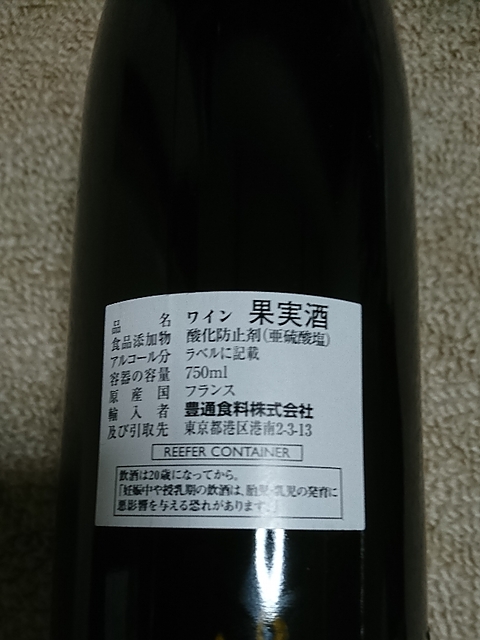 品名 ワイン 果実酒
食品添加物 酸化防止剤(亜硫酸塩)
アルコール分 ラベルに記載
容器の容量 750ml
原産国 フランス
輸入者 豊通食料株式会社
及び引取先 東京都港区港南2-3-13
REEFER CONTAINER
飲酒は20歳になってから。
「妊娠中や授乳期の飲酒は、胎児・乳児の発育に
悪影響を与える恐れがあります。」